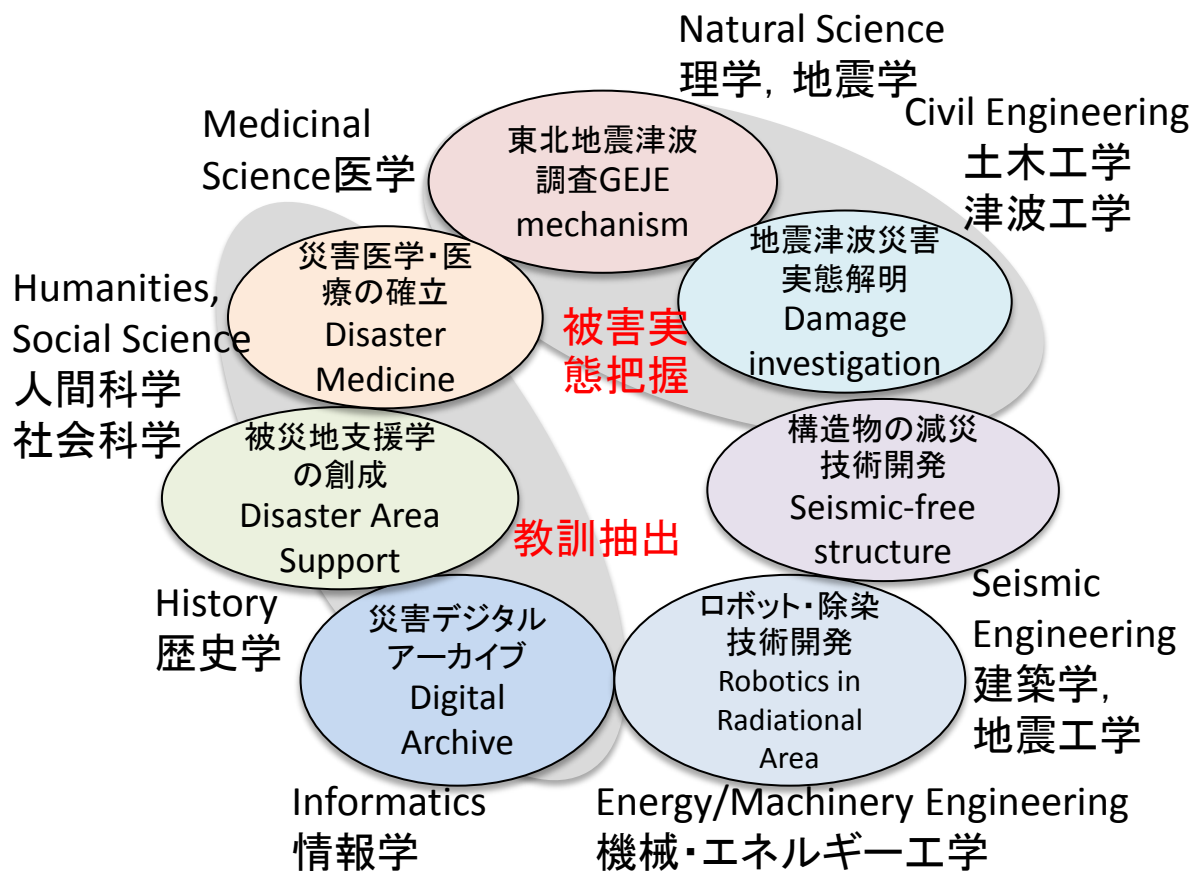 Natural Science
理学，地震学
Medicinal
Science医学
Civil Engineering
土木工学
津波工学
東北地震津波
調査GEJE
mechanism
地震津波災害
実態解明
Damage
investigation
災害医学・医
療の確立
Disaster
Medicine
Humanities,
Social Science
人間科学
社会科学
被害実
態把握
被災地支援学
の創成
Disaster Area
Support
構造物の減災
技術開発
Seismic-free
structure
教訓抽出
History
歴史学
災害デジタル
アーカイブ
Digital
Archive
ロボット・除染
技術開発
Robotics in
Radiational
Area
Seismic
Engineering
建築学，
地震工学
Informatics
情報学
Energy/Machinery Engineering
機械・エネルギー工学